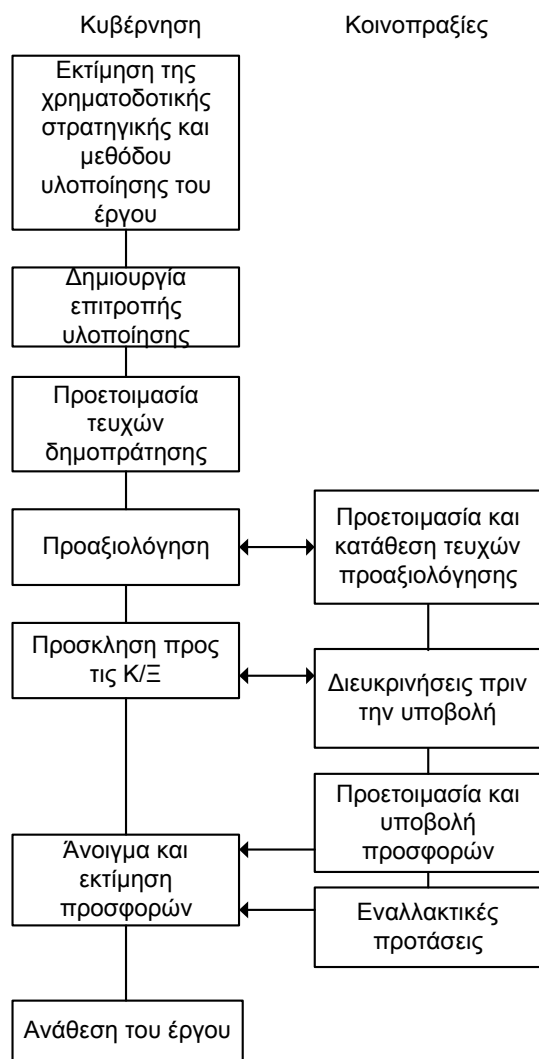 Κυβέρνηση
Κοινοπραξίες
Εκτίμηση της
χρηματοδοτικής
στρατηγικής και
μεθόδου
υλοποίησης του
έργου
Δημιουργία
επιτροπής
υλοποίησης
Προετοιμασία
τευχών
δημοπράτησης
Προαξιολόγηση
Προετοιμασία και
κατάθεση τευχών
προαξιολόγησης
Προσκληση προς
τις Κ/Ξ
Διευκρινήσεις πριν
την υποβολή
Προετοιμασία και
υποβολή
προσφορών
Άνοιγμα και
εκτίμηση
προσφορών
Εναλλακτικές
προτάσεις
Ανάθεση του έργου